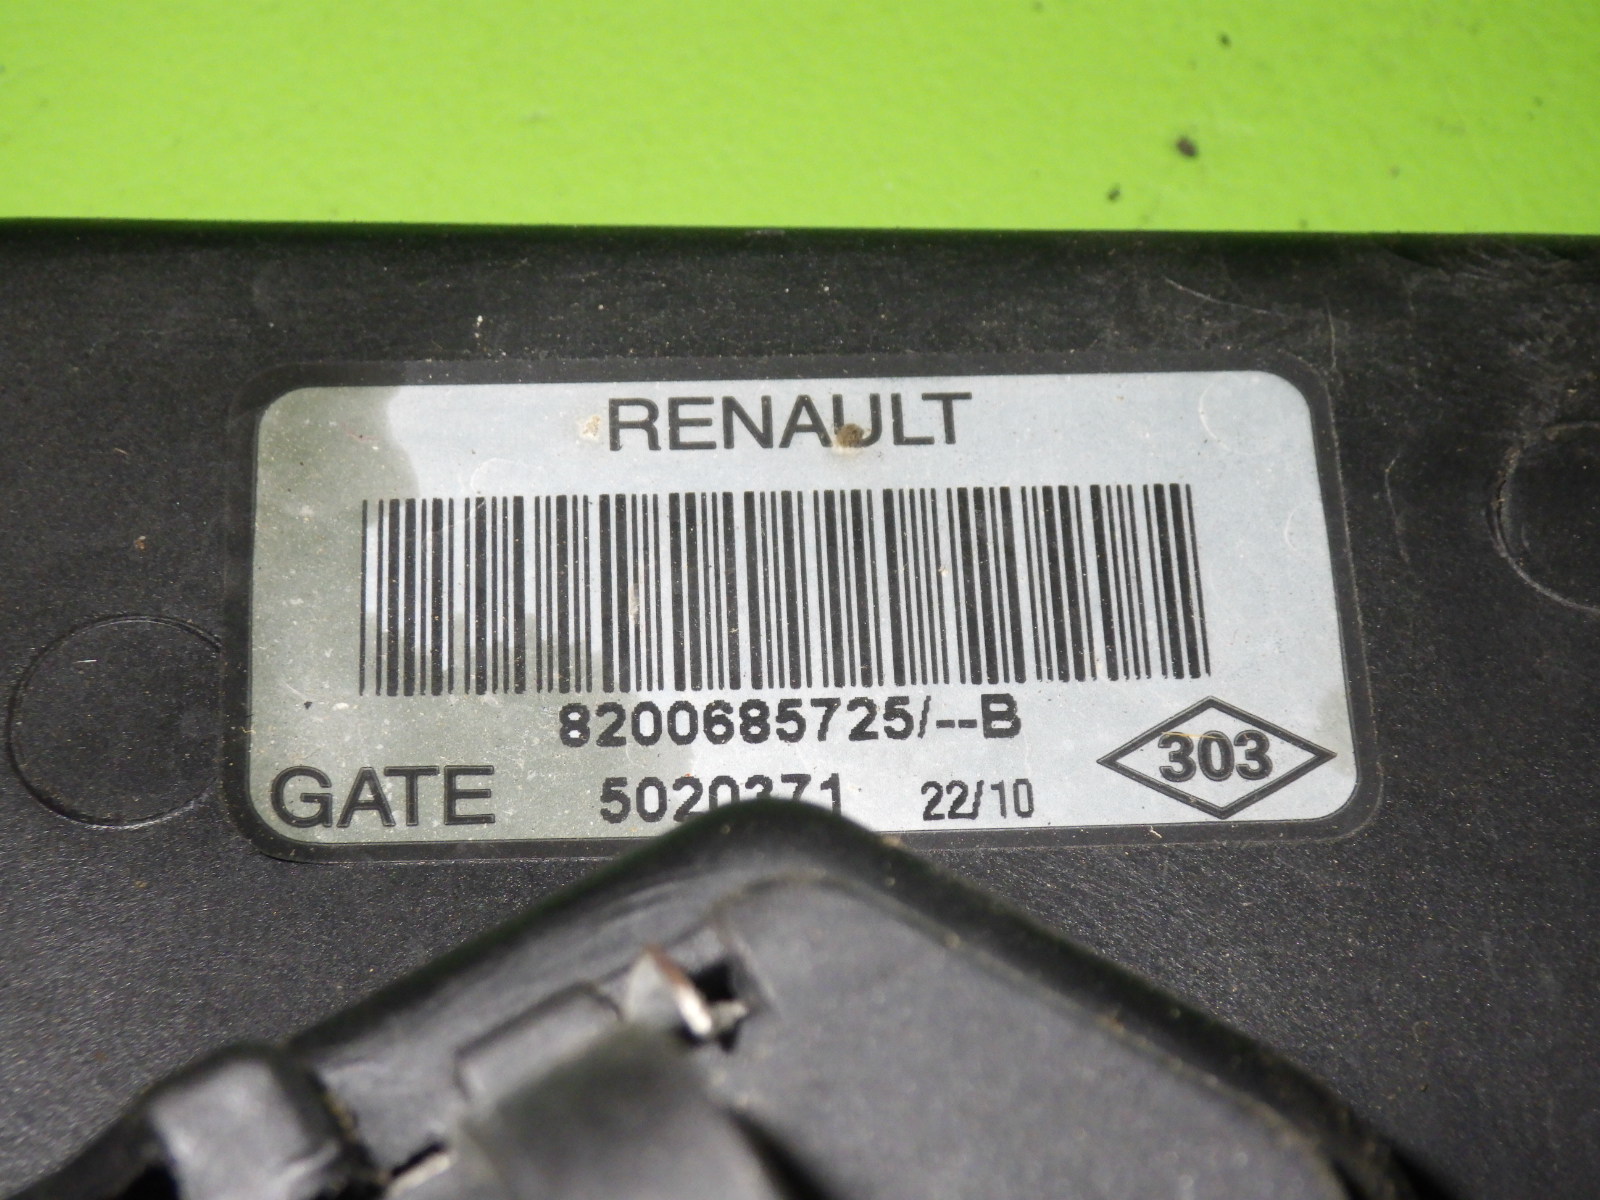 RENAULT
8200685725/--B
GATE 5020371 22/10
303